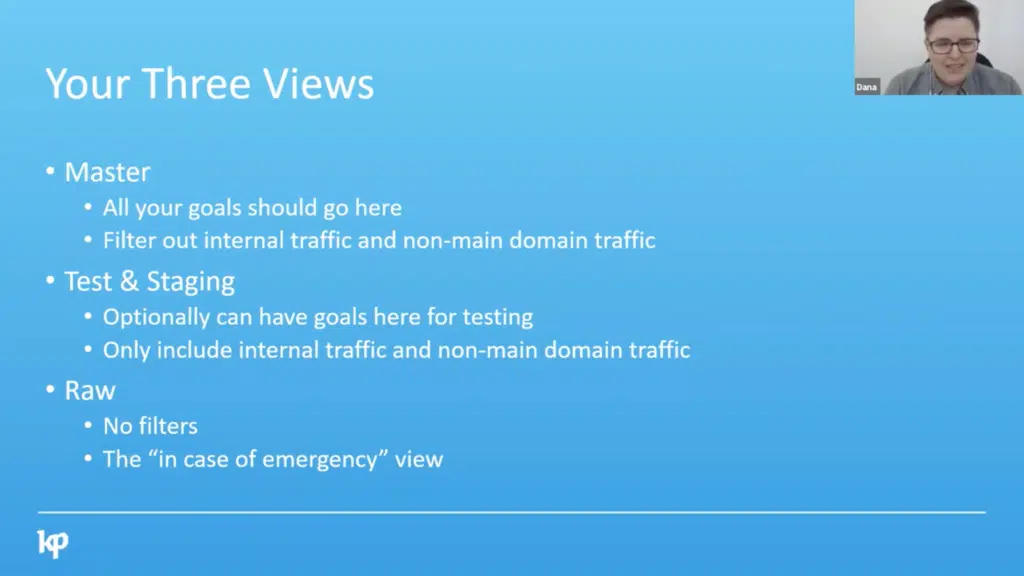 Dana
Your Three Views
• Master
• All your goals should go here
• Filter out internal traffic and non-main domain traffic
• Test & Staging
• Optionally can have goals here for testing
• Only include internal traffic and non-main domain traffic
• Raw
• No filters
• The “in case of emergency” view
kp